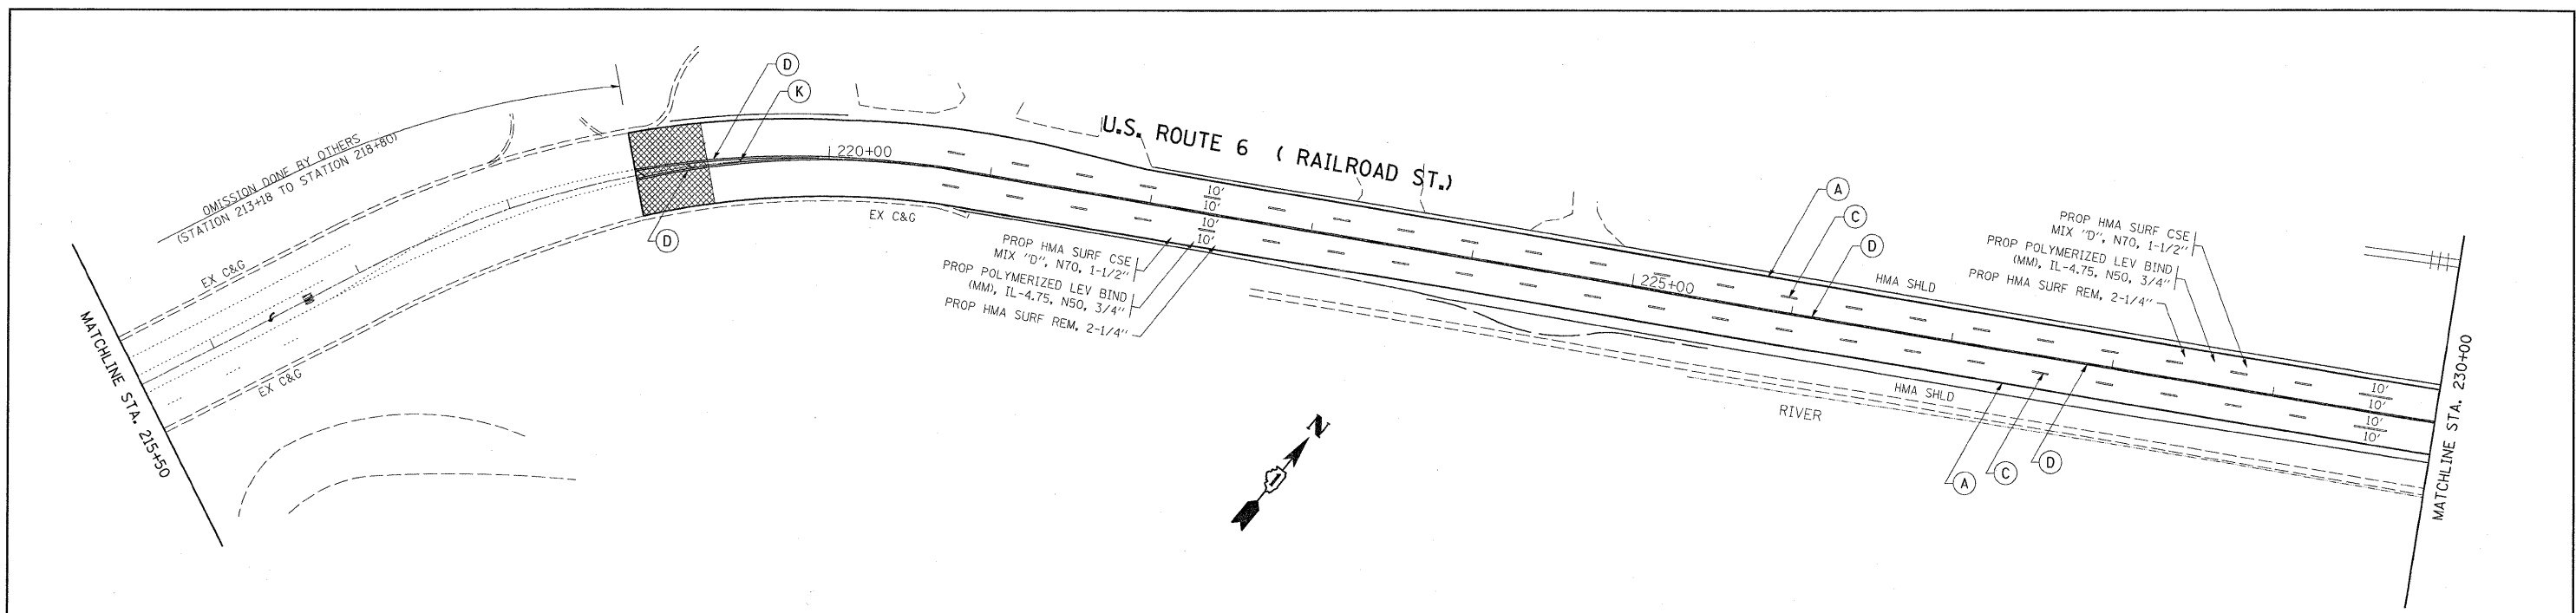 OMISSION DONE BY OTHERS
(STATION 213+18 TO STATION 218+80)
EX C&G
EX C&G
MATCHLINE STA. 215+50
D
K
D
220+00
EX C&G
U.S. ROUTE 6 ( RAILROAD ST.)
10'
10'
10'
10'
PROP HMA SURF CSE
MIX "D", N70, 1-1/2"
PROP POLYMERIZED LEV BIND
(MM), IL-4.75, N50, 3/4"
PROP HMA SURF REM, 2-1/4"
N
225+00
A
C
D
HMA SHLD
PROP HMA SURF CSE
MIX "D", N70, 1-1/2"
PROP POLYMERIZED LEV BIND
(MM), IL-4.75, N50, 3/4"
PROP HMA SURF REM, 2-1/4"
HMA SHLD
RIVER
A
C
D
10'
10'
10'
10'
MATCHLINE STA. 230+00